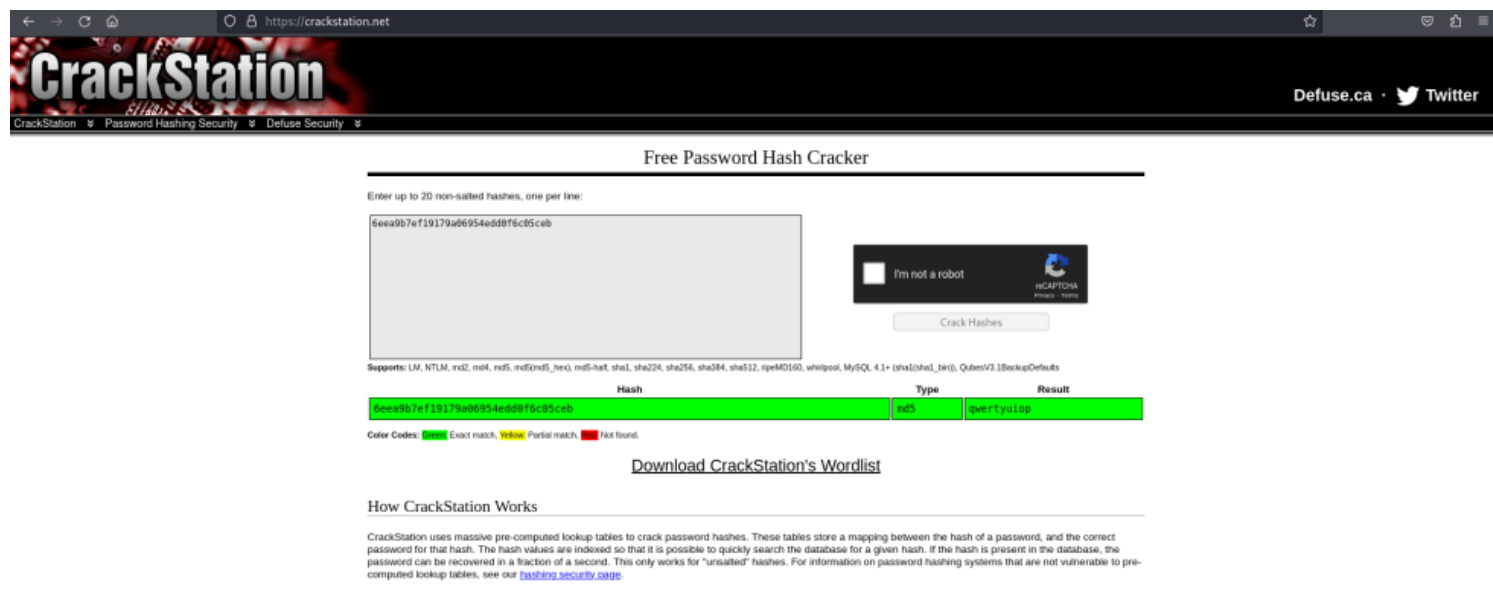 https://crackstation.net
CrackStation
Defuse.ca · Twitter
CrackStation Password Hashing Security Defuse Security
Free Password Hash Cracker
Enter up to 20 non-salted hashes, one per line:
6eea9b7ef19179a06954edd0f6c05ceb
I'm not a robot
reCAPTCHA
Privacy - Terms
Crack Hashes
Supports: LM, NTLM, md2, md4, md5, md5(md5_hex), md5-half, sha1, sha224, sha256, sha384, sha512, ripeMD160, whirlpool, MySQL 4.1+ (sha1(sha1_bin)), QubesV3.1BackupDefaults
Hash Type Result
6eea9b7ef19179a06954edd0f6c05ceb md5 qwertyuiop
Color Codes: Green: Exact match, Yellow: Partial match, Red: Not found.
Download CrackStation's Wordlist
How CrackStation Works
CrackStation uses massive pre-computed lookup tables to crack password hashes. These tables store a mapping between the hash of a password, and the correct
password for that hash. The hash values are indexed so that it is possible to quickly search the database for a given hash. If the hash is present in the database, the
password can be recovered in a fraction of a second. This only works for "unsalted" hashes. For information on password hashing systems that are not vulnerable to pre-
computed lookup tables, see our hashing security page.